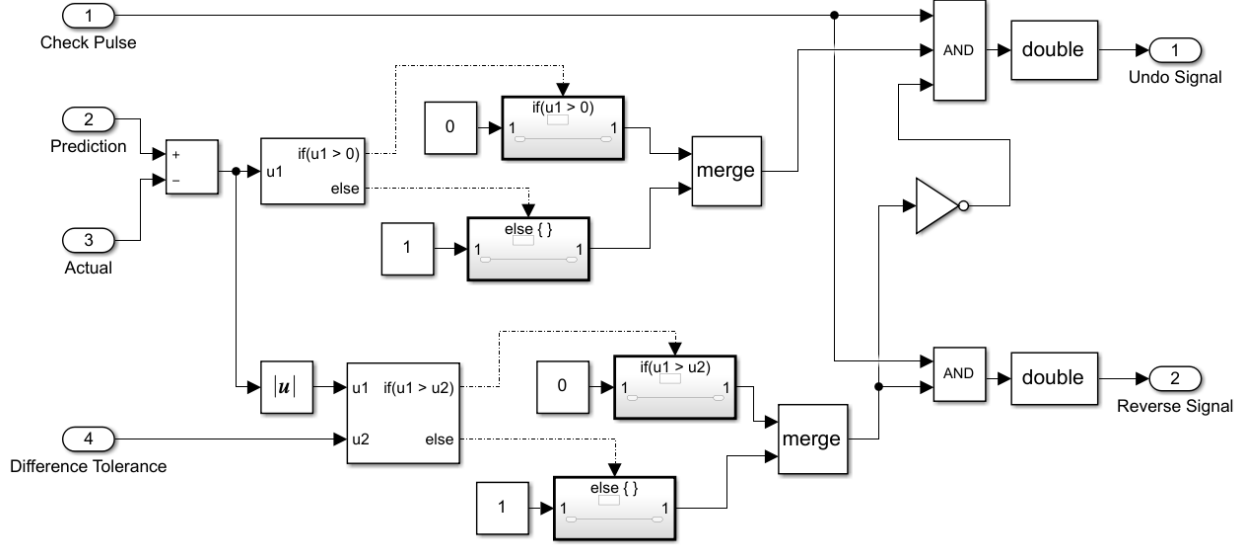 1
Check Pulse
AND
double
1
Undo Signal
if(u1 > 0)
0
1
1
2
Prediction
+
−
u1
if(u1 > 0)
else
merge
else { }
1
1
1
3
Actual
|u|
u1
if(u1 > u2)
u2
else
if(u1 > u2)
0
1
1
AND
double
2
Reverse Signal
merge
4
Difference Tolerance
else { }
1
1
1